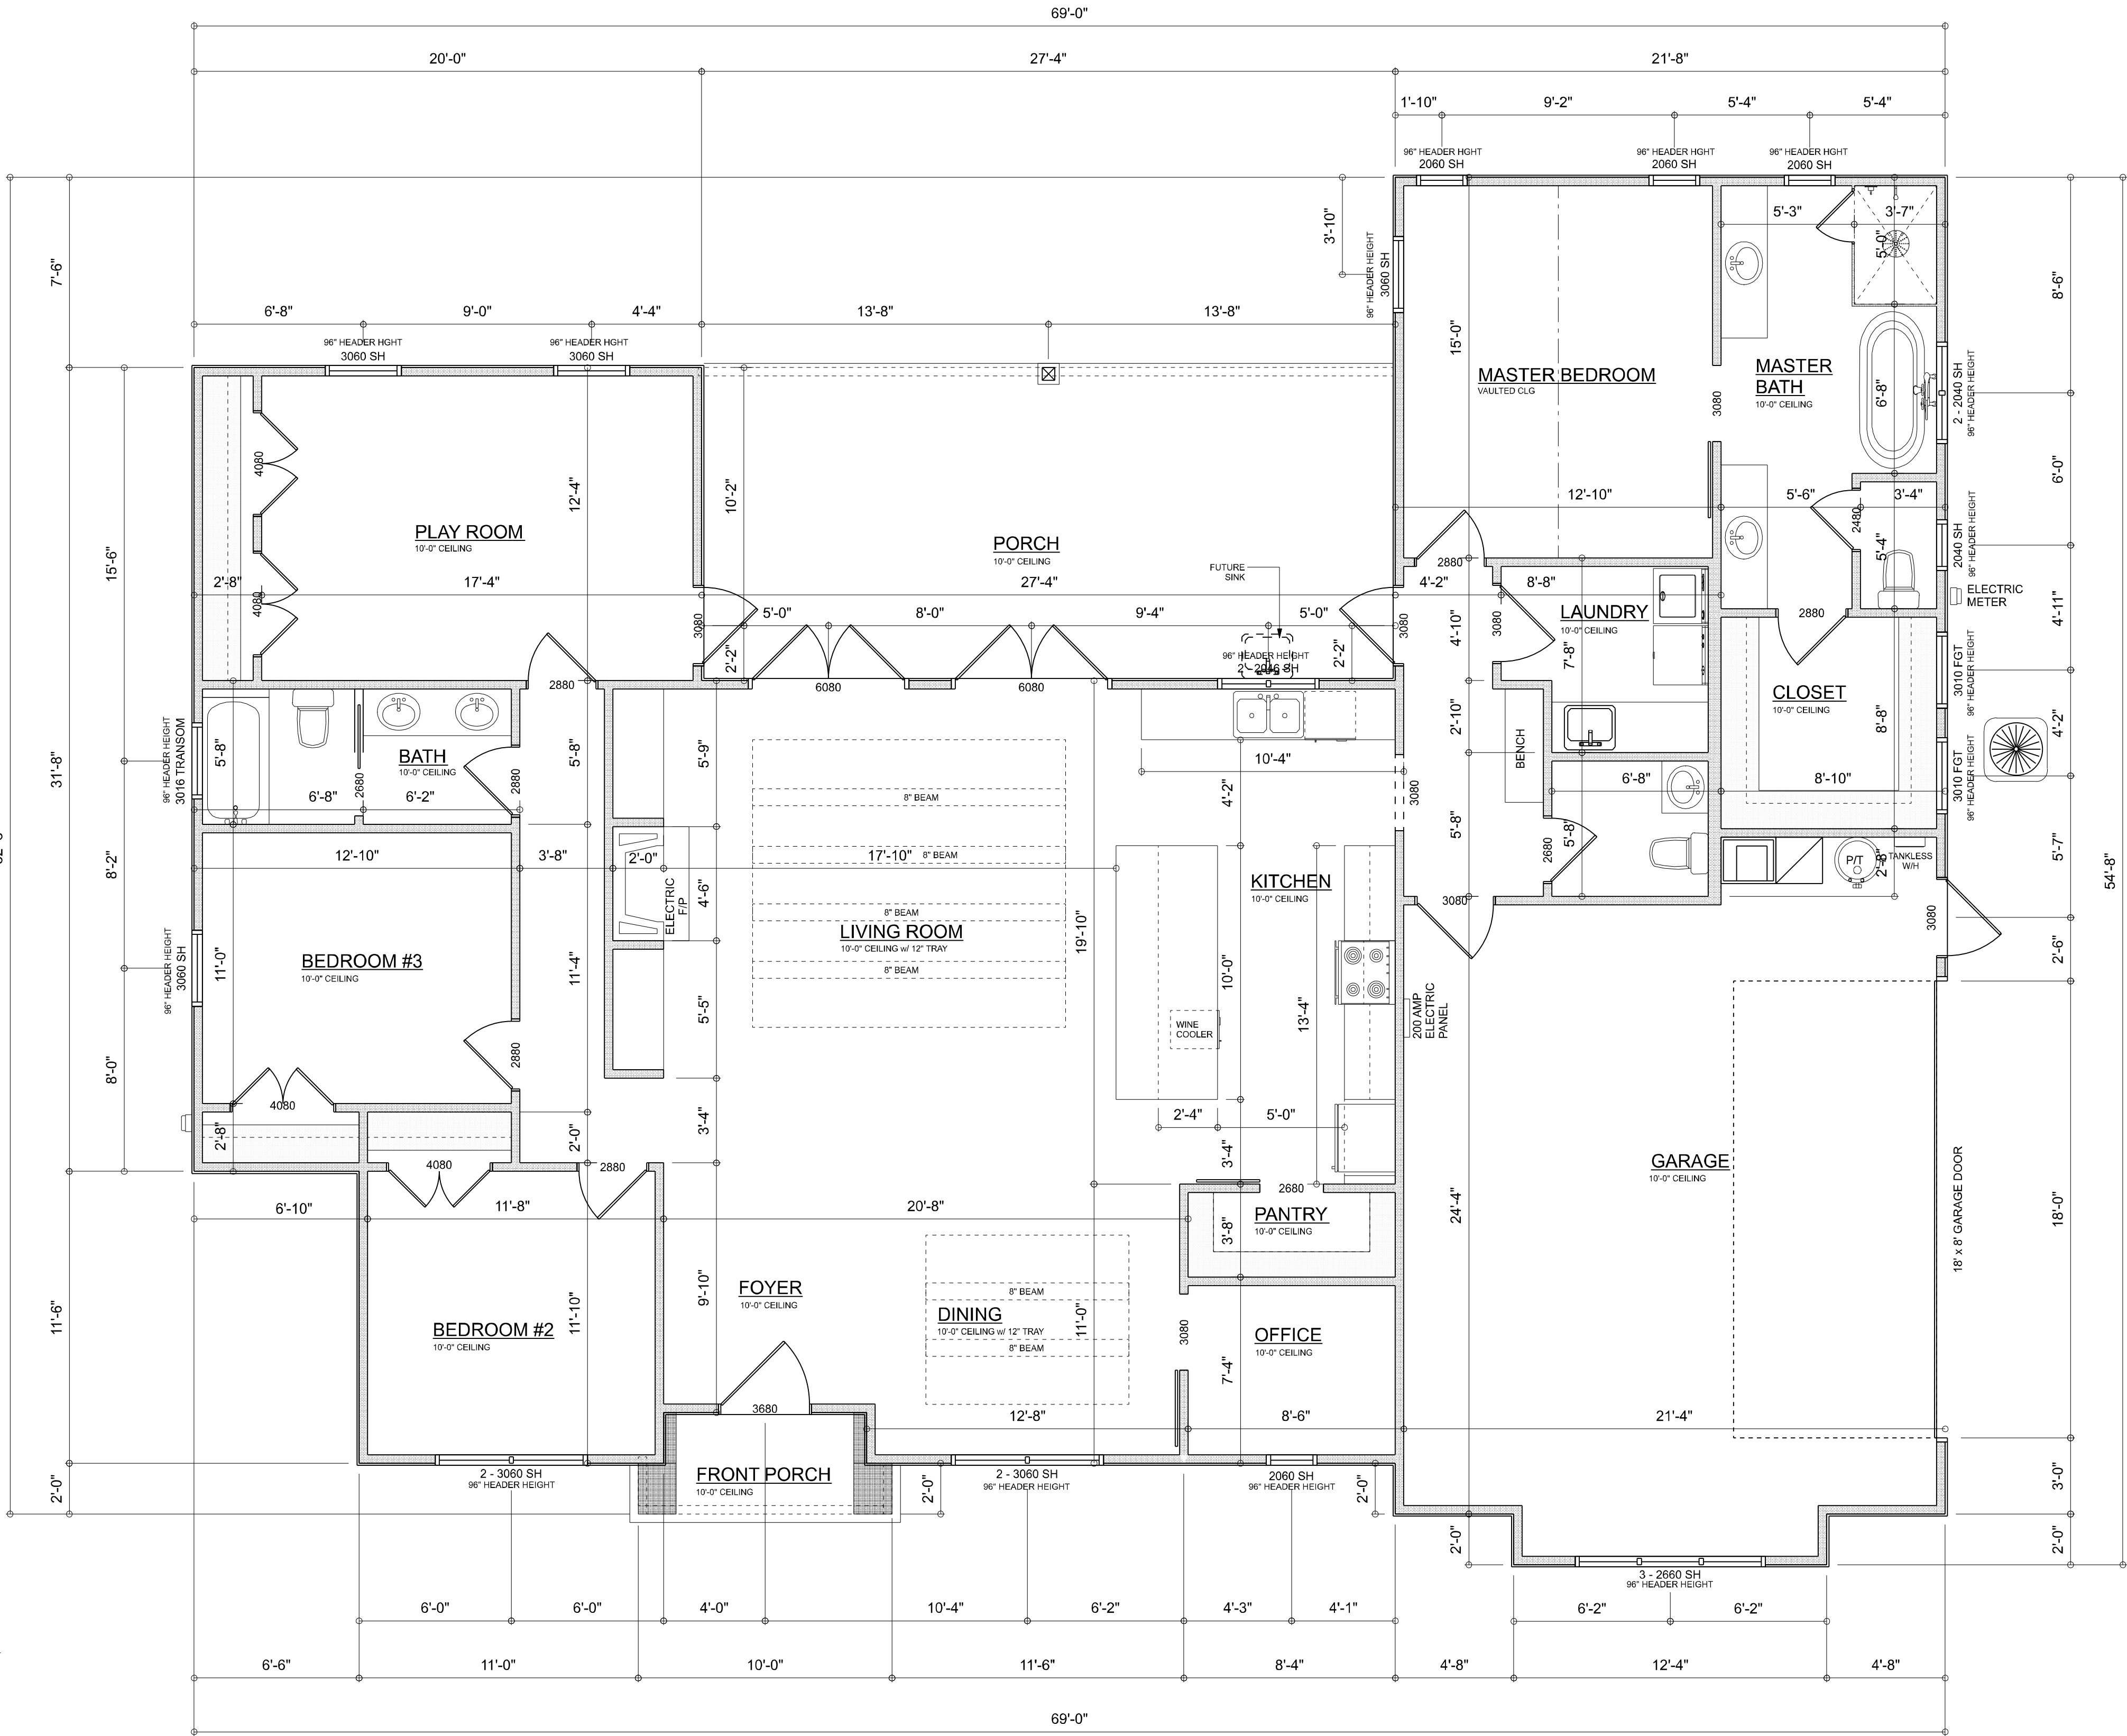 69'-0"
20'-0" 27'-4" 21'-8"
1'-10" 9'-2" 5'-4" 5'-4"
96" HEADER HGHT
2060 SH
96" HEADER HGHT
2060 SH
96" HEADER HGHT
2060 SH
7'-6"
3'-10"
96" HEADER HEIGHT
3060 SH
5'-3" 3'-7"
5'-0"
8'-6"
6'-8" 9'-0" 4'-4" 13'-8" 13'-8"
96" HEADER HGHT
3060 SH
96" HEADER HGHT
3060 SH
15'-0"
MASTER BEDROOM
VAULTED CLG
3080
MASTER
BATH
10'-0" CEILING
6'-8"
2 - 2040 SH
96" HEADER HEIGHT
4080
12'-4"
10'-2"
PLAY ROOM
10'-0" CEILING
PORCH
10'-0" CEILING
27'-4"
FUTURE
SINK
12'-10"
5'-6" 3'-4"
2480
5'-4"
6'-0"
2040 SH
96" HEADER HEIGHT
ELECTRIC
METER
15'-6"
2'-8" 17'-4"
4080
3080
5'-0" 8'-0" 9'-4" 5'-0"
2'-2"
2'-2"
96" HEADER HEIGHT
2 - 2046 SH
3080
2880
4'-2" 8'-8"
4'-10"
3080
LAUNDRY
10'-0" CEILING
7'-8"
2880
4'-11"
3010 FGT
96" HEADER HEIGHT
CLOSET
10'-0" CEILING
8'-8"
8'-10"
4'-2"
3010 FGT
96" HEADER HEIGHT
2880
6080
6080
31'-8"
96" HEADER HEIGHT
3016 TRANSOM
5'-8"
BATH
10'-0" CEILING
6'-8" 6'-2"
2680
2880
5'-8"
5'-9"
10'-4"
4'-2"
3080
2'-10"
BENCH
6'-8"
5'-8"
5'-8"
2680
8" BEAM
8" BEAM
8" BEAM
8" BEAM
P/T
2'-8"
TANKLESS
W/H
5'-7"
54'-8"
8'-2"
12'-10" 3'-8" 2'-0" 17'-10"
ELECTRIC
F/P
4'-6"
KITCHEN
10'-0" CEILING
LIVING ROOM
10'-0" CEILING w/ 12" TRAY
19'-10"
10'-0"
13'-4"
3080
3080
2'-6"
96" HEADER HEIGHT
3060 SH
11'-0"
BEDROOM #3
10'-0" CEILING
11'-4"
5'-5"
WINE
COOLER
200 AMP
ELECTRIC
PANEL
8'-0"
2880
4080
2'-8"
2'-0"
3'-4"
2'-4" 5'-0"
3'-4"
4080
2880
2680
GARAGE
10'-0" CEILING
24'-4"
18' x 8' GARAGE DOOR
18'-0"
6'-10" 11'-8" 20'-8"
PANTRY
10'-0" CEILING
3'-8"
11'-6"
BEDROOM #2
10'-0" CEILING
11'-10"
9'-10"
FOYER
10'-0" CEILING
8" BEAM
DINING
10'-0" CEILING w/ 12" TRAY
8" BEAM
11'-0"
3080
OFFICE
10'-0" CEILING
7'-4"
3680
12'-8" 8'-6" 21'-4"
2'-0"
2 - 3060 SH
96" HEADER HEIGHT
FRONT PORCH
10'-0" CEILING
2'-0"
2 - 3060 SH
96" HEADER HEIGHT
2060 SH
96" HEADER HEIGHT
2'-0"
3'-0"
2'-0"
2'-0"
3 - 2660 SH
96" HEADER HEIGHT
6'-0" 6'-0" 4'-0" 10'-4" 6'-2" 4'-3" 4'-1" 6'-2" 6'-2"
6'-6" 11'-0" 10'-0" 11'-6" 8'-4" 4'-8" 12'-4" 4'-8"
69'-0"